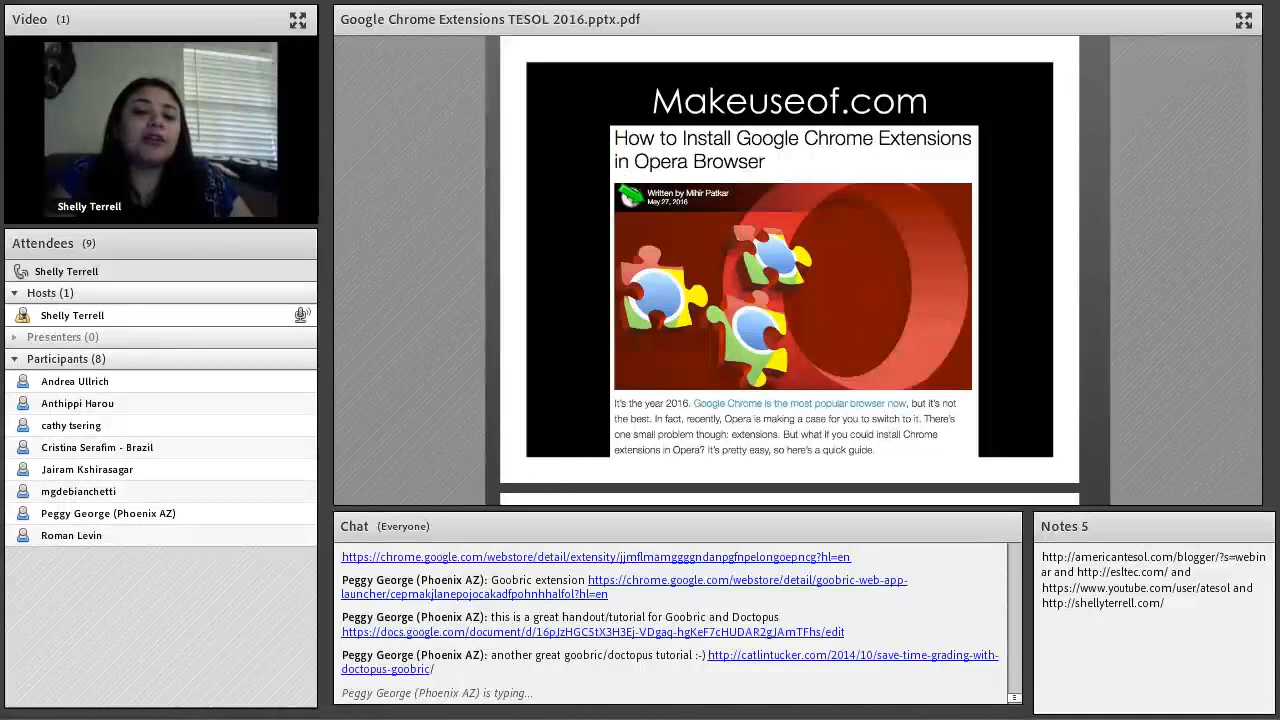 Video (1)
Shelly Terrell
Attendees (9)
Shelly Terrell
Hosts (1)
Shelly Terrell
Presenters (0)
Participants (8)
Andrea Ullrich
Anthippi Harou
cathy tsering
Cristina Serafim - Brazil
Jairam Kshirasagar
mgdebianchetti
Peggy George (Phoenix AZ)
Roman Levin
Google Chrome Extensions TESOL 2016.pptx.pdf
Makeuseof.com
How to Install Google Chrome Extensions
in Opera Browser
Written by Mihir Patkar
May 27, 2016
It's the year 2016. Google Chrome is the most popular browser now, but it's not
the best. In fact, recently, Opera is making a case for you to switch to it. There's
one small problem though: extensions. But what if you could install Chrome
extensions in Opera? It's pretty easy, so here's a quick guide.
Chat (Everyone)
https://chrome.google.com/webstore/detail/extensity/jjmflmamggggndanpgfnpelongoepncg?hl=en
Peggy George (Phoenix AZ): Goobric extension https://chrome.google.com/webstore/detail/goobric-web-app-
launcher/cepmakjlanepojocakadfpohnhhalfol?hl=en
Peggy George (Phoenix AZ): this is a great handout/tutorial for Goobric and Doctopus
https://docs.google.com/document/d/16pJzHGC5tX3H3Ej-VDgaq-hgKeF7cHUDAR2gJAmTFhs/edit
Peggy George (Phoenix AZ): another great goobric/doctopus tutorial :-) http://catlintucker.com/2014/10/save-time-grading-with-
doctopus-goobric/
Peggy George (Phoenix AZ) is typing...
Notes 5
http://americantesol.com/blogger/?s=webin
ar and http://esltec.com/ and
https://www.youtube.com/user/atesol and
http://shellyterrell.com/